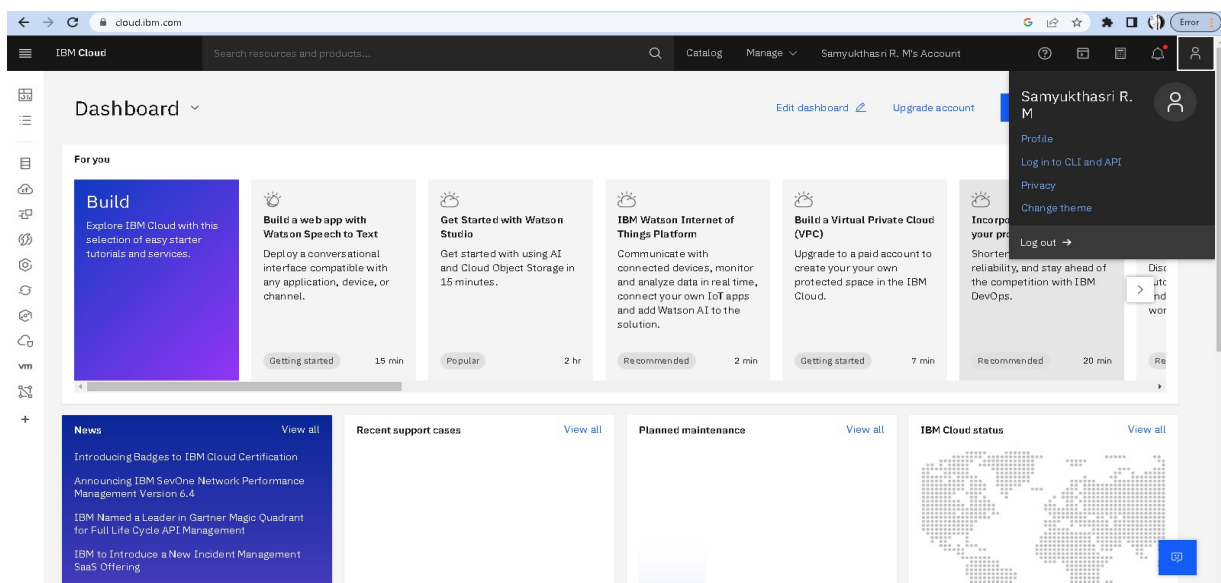 cloud.ibm.com
Error
IBM Cloud
Search resources and products...
Catalog
Manage
Samyukthasri R. M's Account
Samyukthasri R.
M
Profile
Log in to CLI and API
Privacy
Change theme
Log out →
Dashboard
Edit dashboard
Upgrade account
For you
Build
Explore IBM Cloud with this
selection of easy starter
tutorials and services.
Build a web app with
Watson Speech to Text
Deploy a conversational
interface compatible with
any application, device, or
channel.
Getting started
15 min
Get Started with Watson
Studio
Get started with using AI
and Cloud Object Storage in
15 minutes.
Popular
2 hr
IBM Watson Internet of
Things Platform
Communicate with
connected devices, monitor
and analyze data in real time,
connect your own IoT apps
and add Watson AI to the
solution.
Recommended
2 min
Build a Virtual Private Cloud
(VPC)
Upgrade to a paid account to
create your your own
protected space in the IBM
Cloud.
Getting started
7 min
Incorpo
your pr
Shorter
reliability, and stay ahead of
the competition with IBM
DevOps.
Recommended
20 min
Disc
wor
Re
vm
News
View all
Introducing Badges to IBM Cloud Certification
Announcing IBM SevOne Network Performance
Management Version 6.4
IBM Named a Leader in Gartner Magic Quadrant
for Full Life Cycle API Management
IBM to Introduce a New Incident Management
SaaS Offering
Recent support cases
View all
Planned maintenance
View all
IBM Cloud status
View all